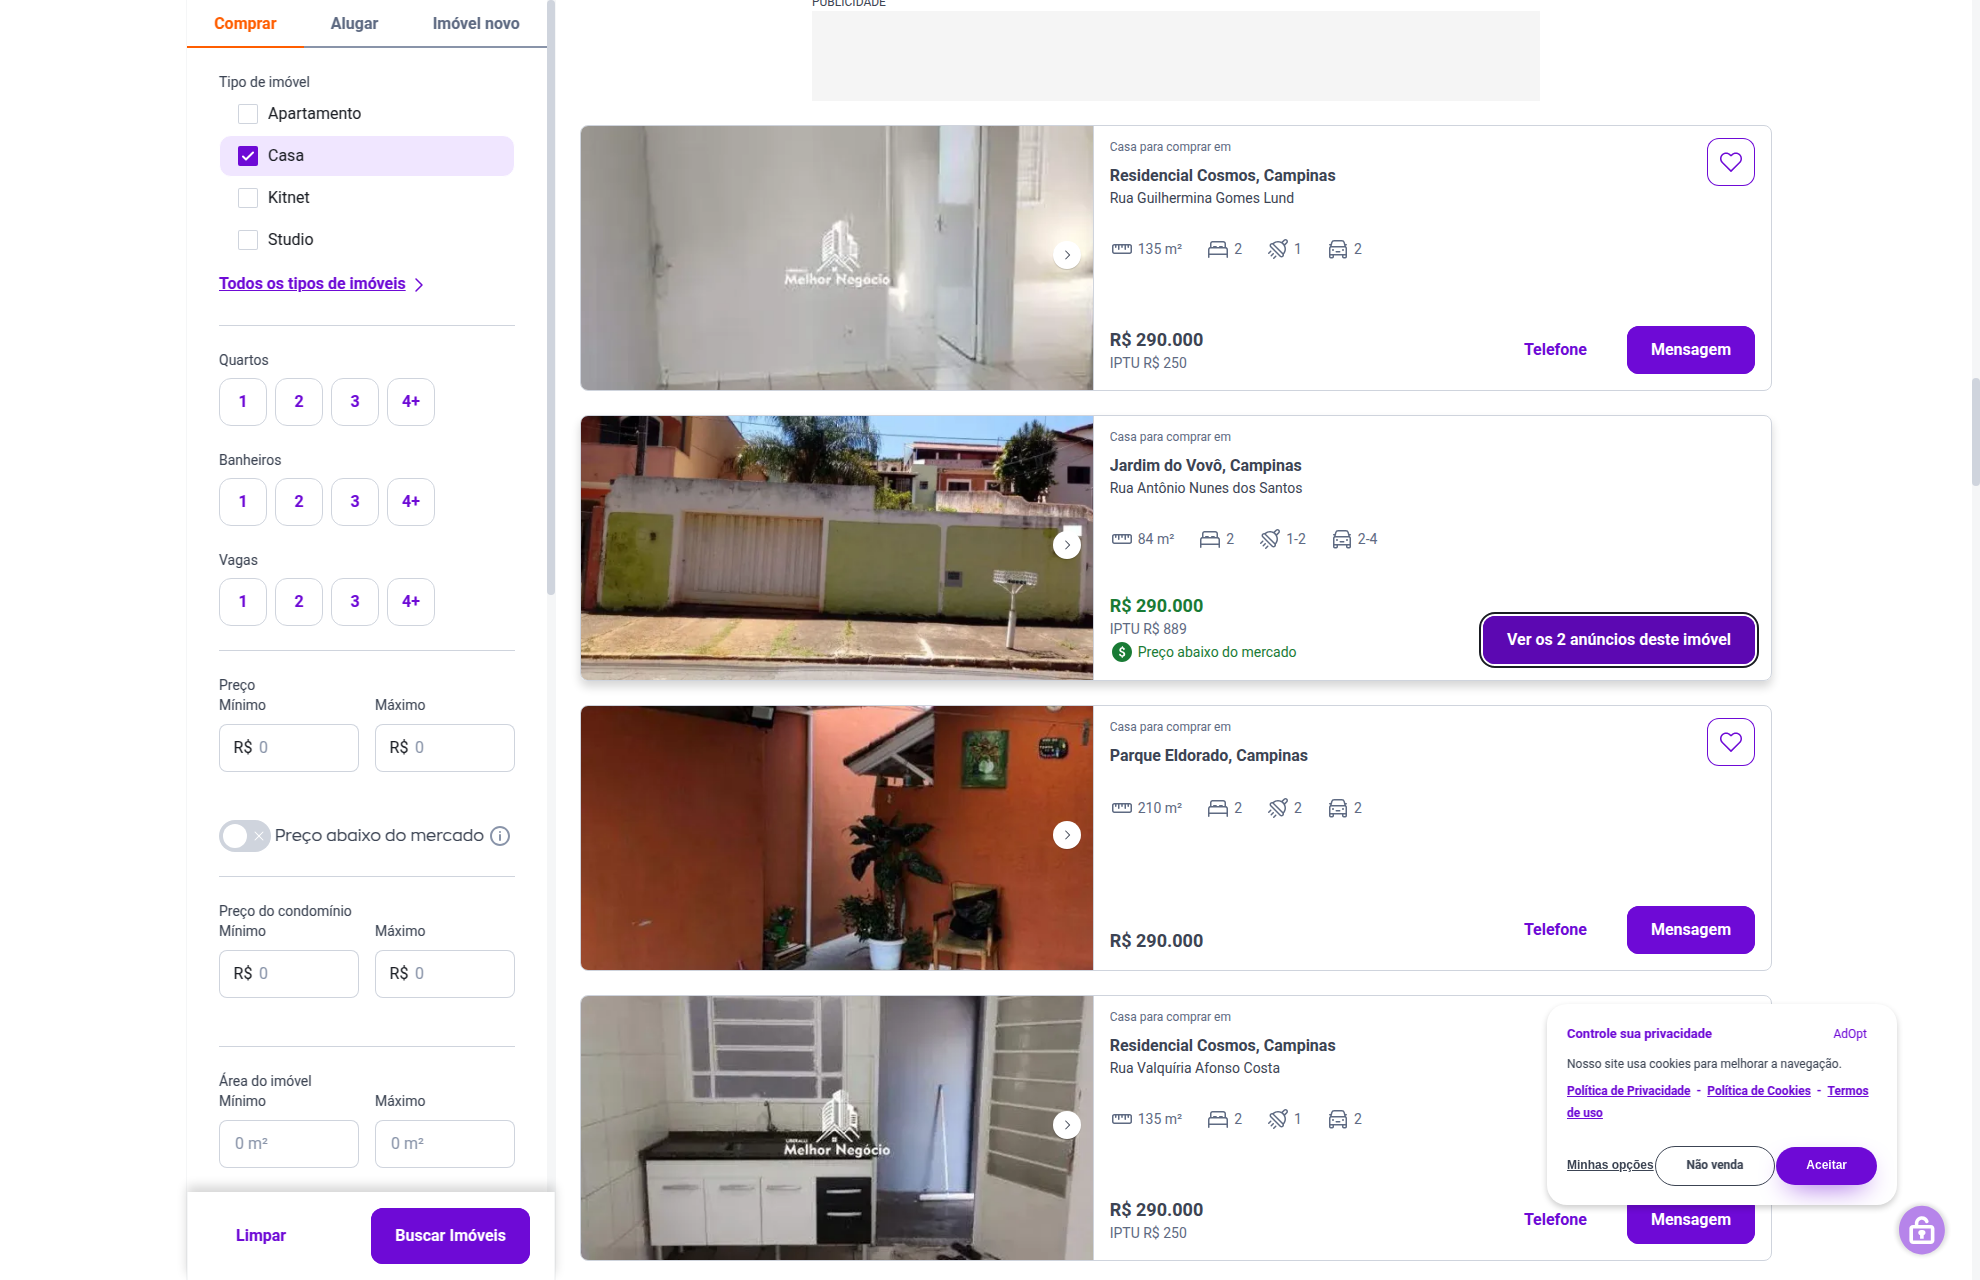 Comprar
Alugar
Imóvel novo
Tipo de imóvel
Apartamento
Casa
Kitnet
Studio
Todos os tipos de imóveis
Quartos
1
2
3
4+
Banheiros
1
2
3
4+
Vagas
1
2
3
4+
Preço
Mínimo
Máximo
R$ 0
R$ 0
Preço abaixo do mercado
Preço do condomínio
Mínimo
Máximo
R$ 0
R$ 0
Área do imóvel
Mínimo
Máximo
0 m²
0 m²
Limpar
Buscar Imóveis
PUBLICIDADE
Melhor Negócio
Casa para comprar em
Residencial Cosmos, Campinas
Rua Guilhermina Gomes Lund
135 m²
2
1
2
R$ 290.000
IPTU R$ 250
Telefone
Mensagem
Casa para comprar em
Jardim do Vovô, Campinas
Rua Antônio Nunes dos Santos
84 m²
2
1-2
2-4
R$ 290.000
IPTU R$ 889
$ Preço abaixo do mercado
Ver os 2 anúncios deste imóvel
Casa para comprar em
Parque Eldorado, Campinas
210 m²
2
2
2
R$ 290.000
Telefone
Mensagem
Melhor Negócio
Casa para comprar em
Residencial Cosmos, Campinas
Rua Valquíria Afonso Costa
135 m²
2
1
2
R$ 290.000
IPTU R$ 250
Telefone
Mensagem
Controle sua privacidade
AdOpt
Nosso site usa cookies para melhorar a navegação.
Política de Privacidade - Política de Cookies - Termos
de uso
Minhas opções
Não venda
Aceitar